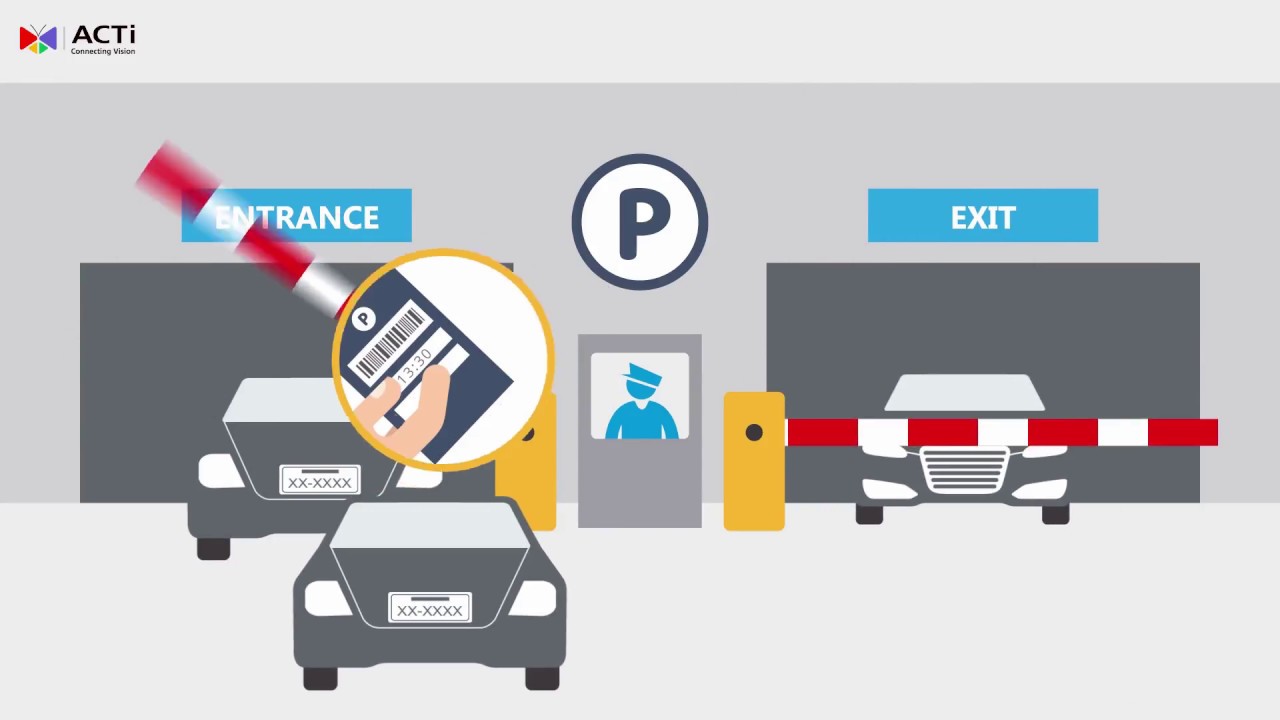 ACTi
Connecting Vision
ENTRANCE
P
EXIT
P
13:30
XX-XXXX
XX-XXXX